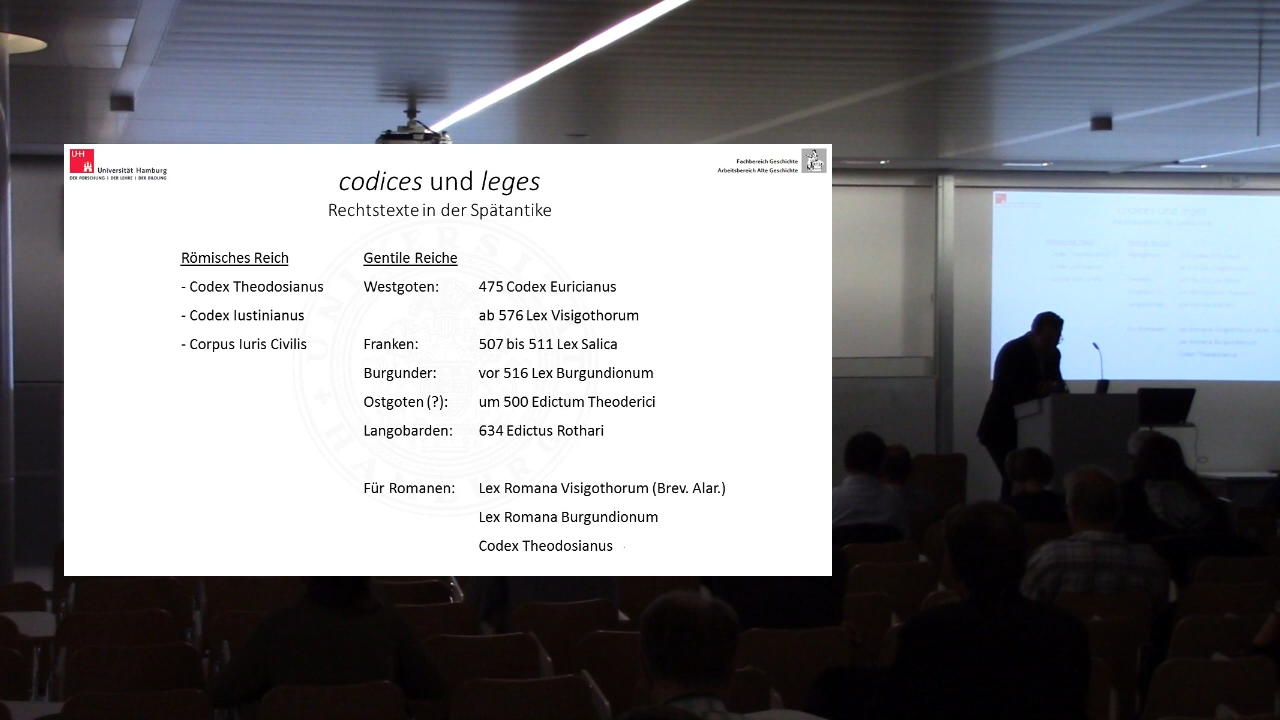 U·H
Universität Hamburg
DER FORSCHUNG | DER LEHRE | DER BILDUNG
Fachbereich Geschichte
Arbeitsbereich Alte Geschichte
codices und leges
Rechtstexte in der Spätantike
Römisches Reich
- Codex Theodosianus
- Codex Iustinianus
- Corpus Iuris Civilis
Gentile Reiche
Westgoten: 475 Codex Euricianus
ab 576 Lex Visigothorum
Franken: 507 bis 511 Lex Salica
Burgunder: vor 516 Lex Burgundionum
Ostgoten (?): um 500 Edictum Theoderici
Langobarden: 634 Edictus Rothari
Für Romanen: Lex Romana Visigothorum (Brev. Alar.)
Lex Romana Burgundionum
Codex Theodosianus